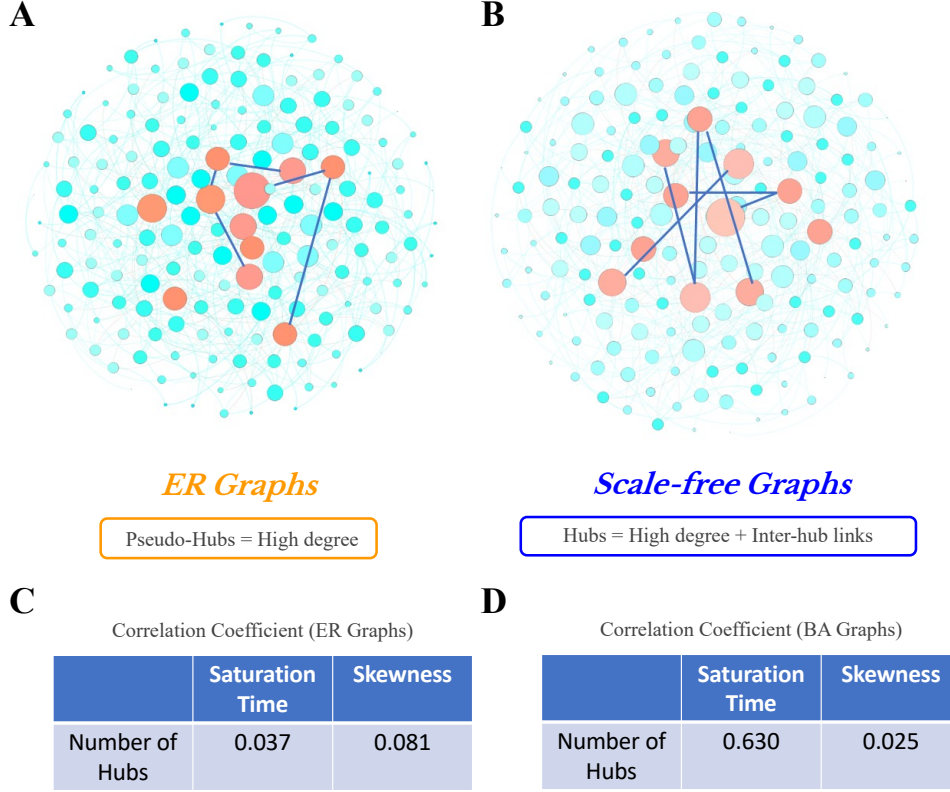 A
B
ER Graphs
Scale-free Graphs
Pseudo-Hubs = High degree
Hubs = High degree + Inter-hub links
C
D
Correlation Coefficient (ER Graphs)
Saturation
Time
Skewness
Number of
Hubs
0.037
0.081
Correlation Coefficient (BA Graphs)
Saturation
Time
Skewness
Number of
Hubs
0.630
0.025